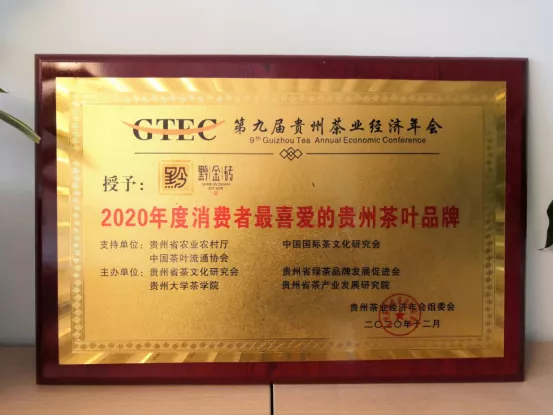 GTEC 第九届贵州茶业经济年会
9th Guizhou Tea Annual Economic Conference
授予： 黔 黔金砖
2020年度消费者最喜爱的贵州茶叶品牌
支持单位： 贵州省农业农村厅 中国国际茶文化研究会
中国茶叶流通协会
主办单位： 贵州省茶文化研究会 贵州省绿茶品牌发展促进会
贵州大学茶学院 贵州省茶产业发展研究院
贵州茶业经济年会组委会
二〇二〇年十二月